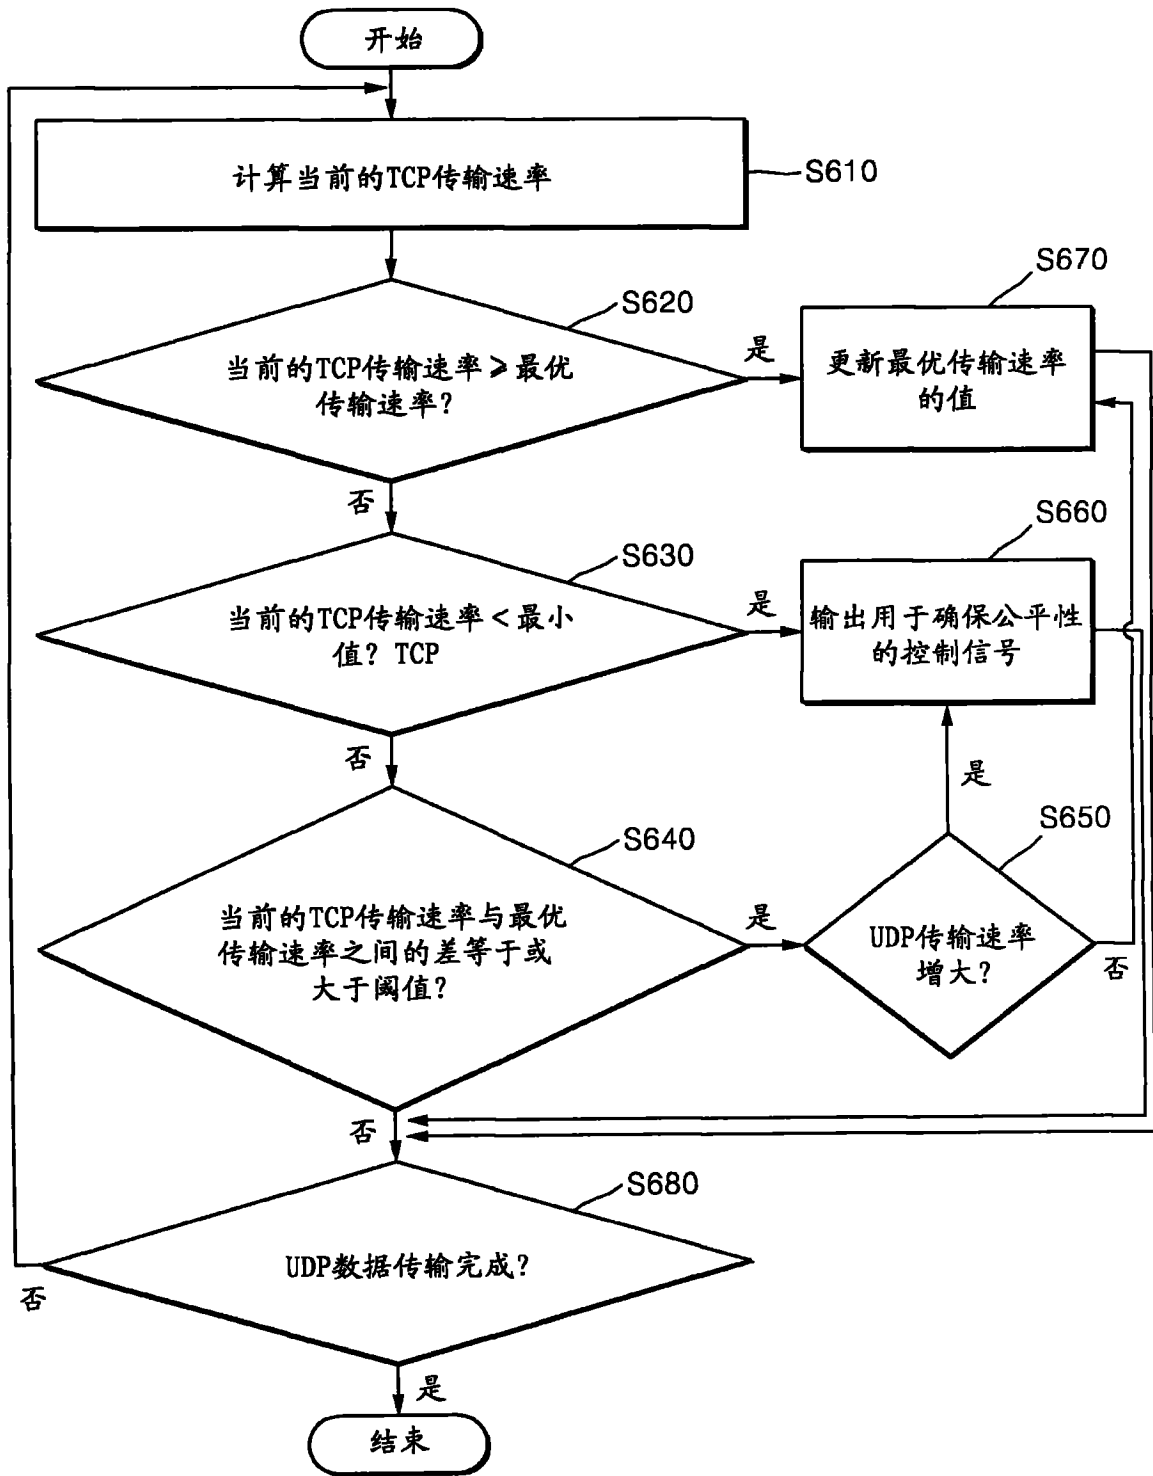 开始
计算当前的TCP传输速率
S610
S620
当前的TCP传输速率≥最优
传输速率?
是
S670
更新最优传输速率
的值
否
S630
当前的TCP传输速率<最小
值? TCP
是
S660
输出用于确保公平性
的控制信号
否
是
S640
当前的TCP传输速率与最优
传输速率之间的差等于或
大于阈值?
是
S650
UDP传输速率
增大?
否
否
S680
UDP数据传输完成?
否
是
结束